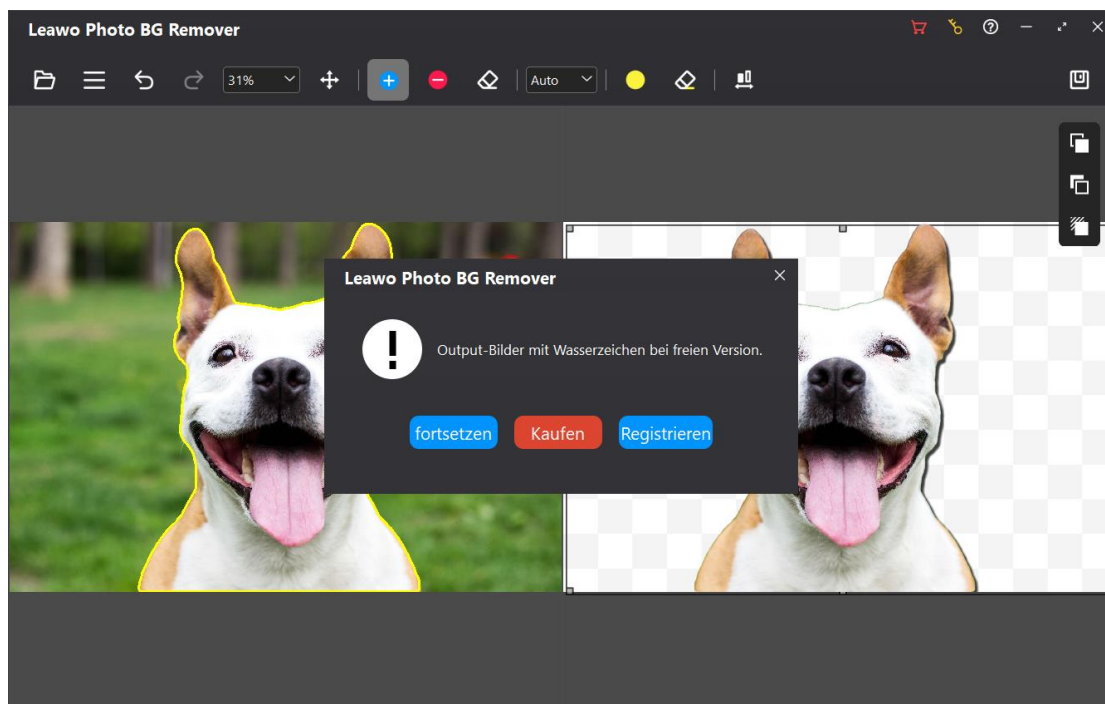 Leawo Photo BG Remover
31%
Auto
Leawo Photo BG Remover
Output-Bilder mit Wasserzeichen bei freien Version.
fortsetzen
Kaufen
Registrieren